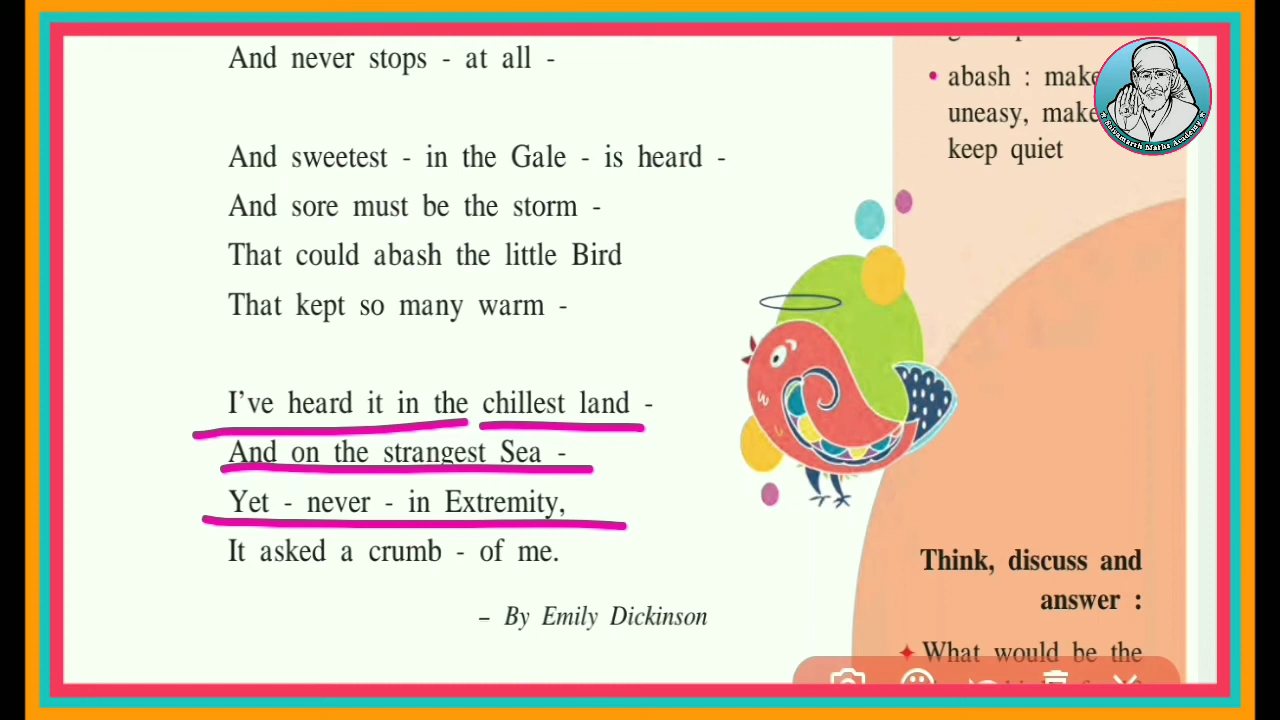 And never stops - at all -
And sweetest - in the Gale - is heard -
And sore must be the storm -
That could abash the little Bird
That kept so many warm -
I've heard it in the chillest land -
And on the strangest Sea -
Yet - never - in Extremity,
It asked a crumb - of me.
– By Emily Dickinson
• abash : make
uneasy, make
keep quiet
Think, discuss and
answer :
What would be the
Maths Academy